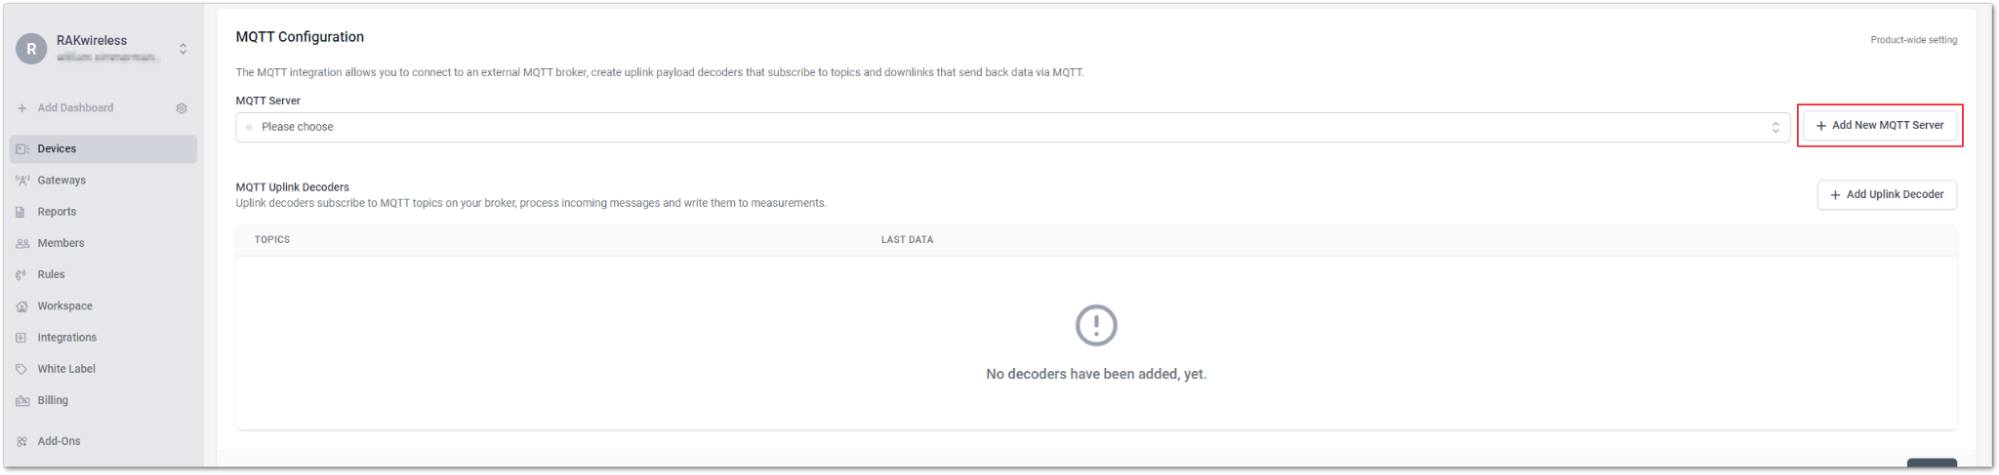 R
RAKwireless
Add Dashboard
Devices
Gateways
Reports
Members
Rules
Workspace
Integrations
White Label
Billing
Add-Ons
MQTT Configuration
Product-wide setting
The MQTT integration allows you to connect to an external MQTT broker, create uplink payload decoders that subscribe to topics and downlinks that send back data via MQTT.
MQTT Server
Please choose
+ Add New MQTT Server
MQTT Uplink Decoders
Uplink decoders subscribe to MQTT topics on your broker, process incoming messages and write them to measurements.
+ Add Uplink Decoder
TOPICS
LAST DATA
No decoders have been added, yet.